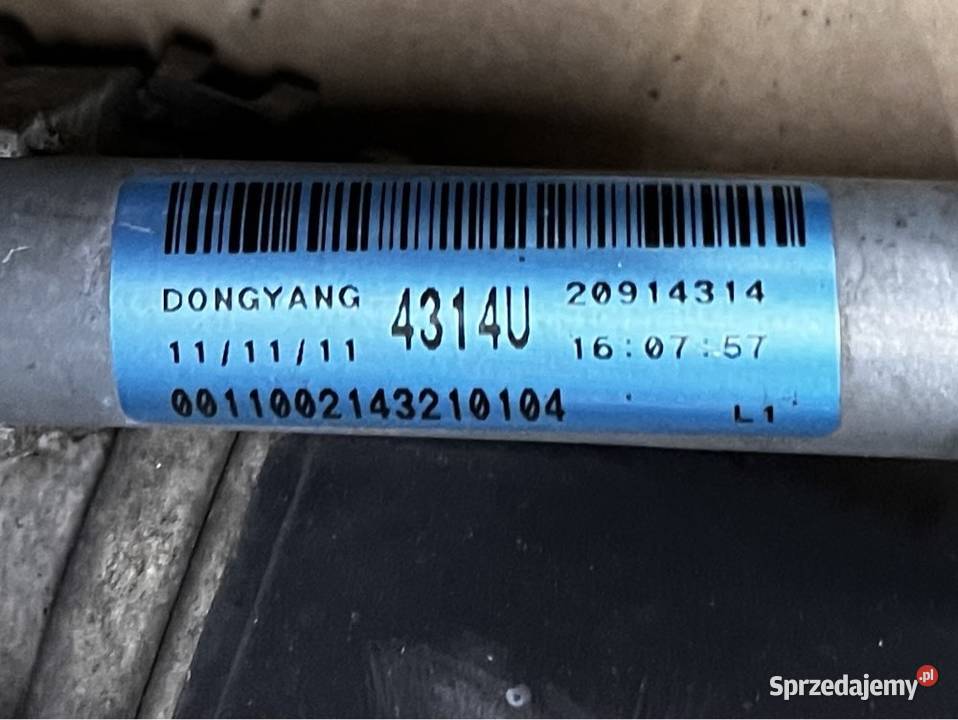 DONGYANG 4314U 20914314
11/11/11 16:07:57
0011002143210104 L1
Sprzedajemy.pl